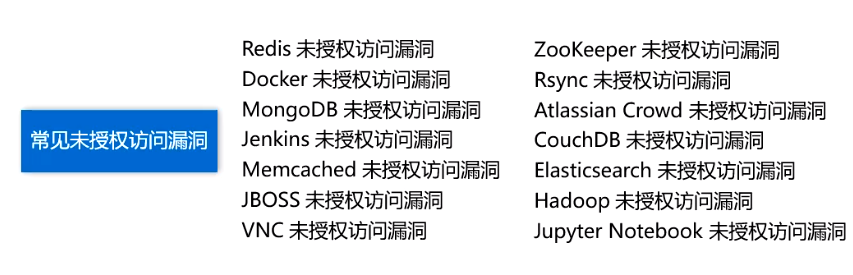 常见未授权访问漏洞
Redis 未授权访问漏洞
Docker 未授权访问漏洞
MongoDB 未授权访问漏洞
Jenkins 未授权访问漏洞
Memcached 未授权访问漏洞
JBOSS 未授权访问漏洞
VNC 未授权访问漏洞
ZooKeeper 未授权访问漏洞
Rsync 未授权访问漏洞
Atlassian Crowd 未授权访问漏洞
CouchDB 未授权访问漏洞
Elasticsearch 未授权访问漏洞
Hadoop 未授权访问漏洞
Jupyter Notebook 未授权访问漏洞